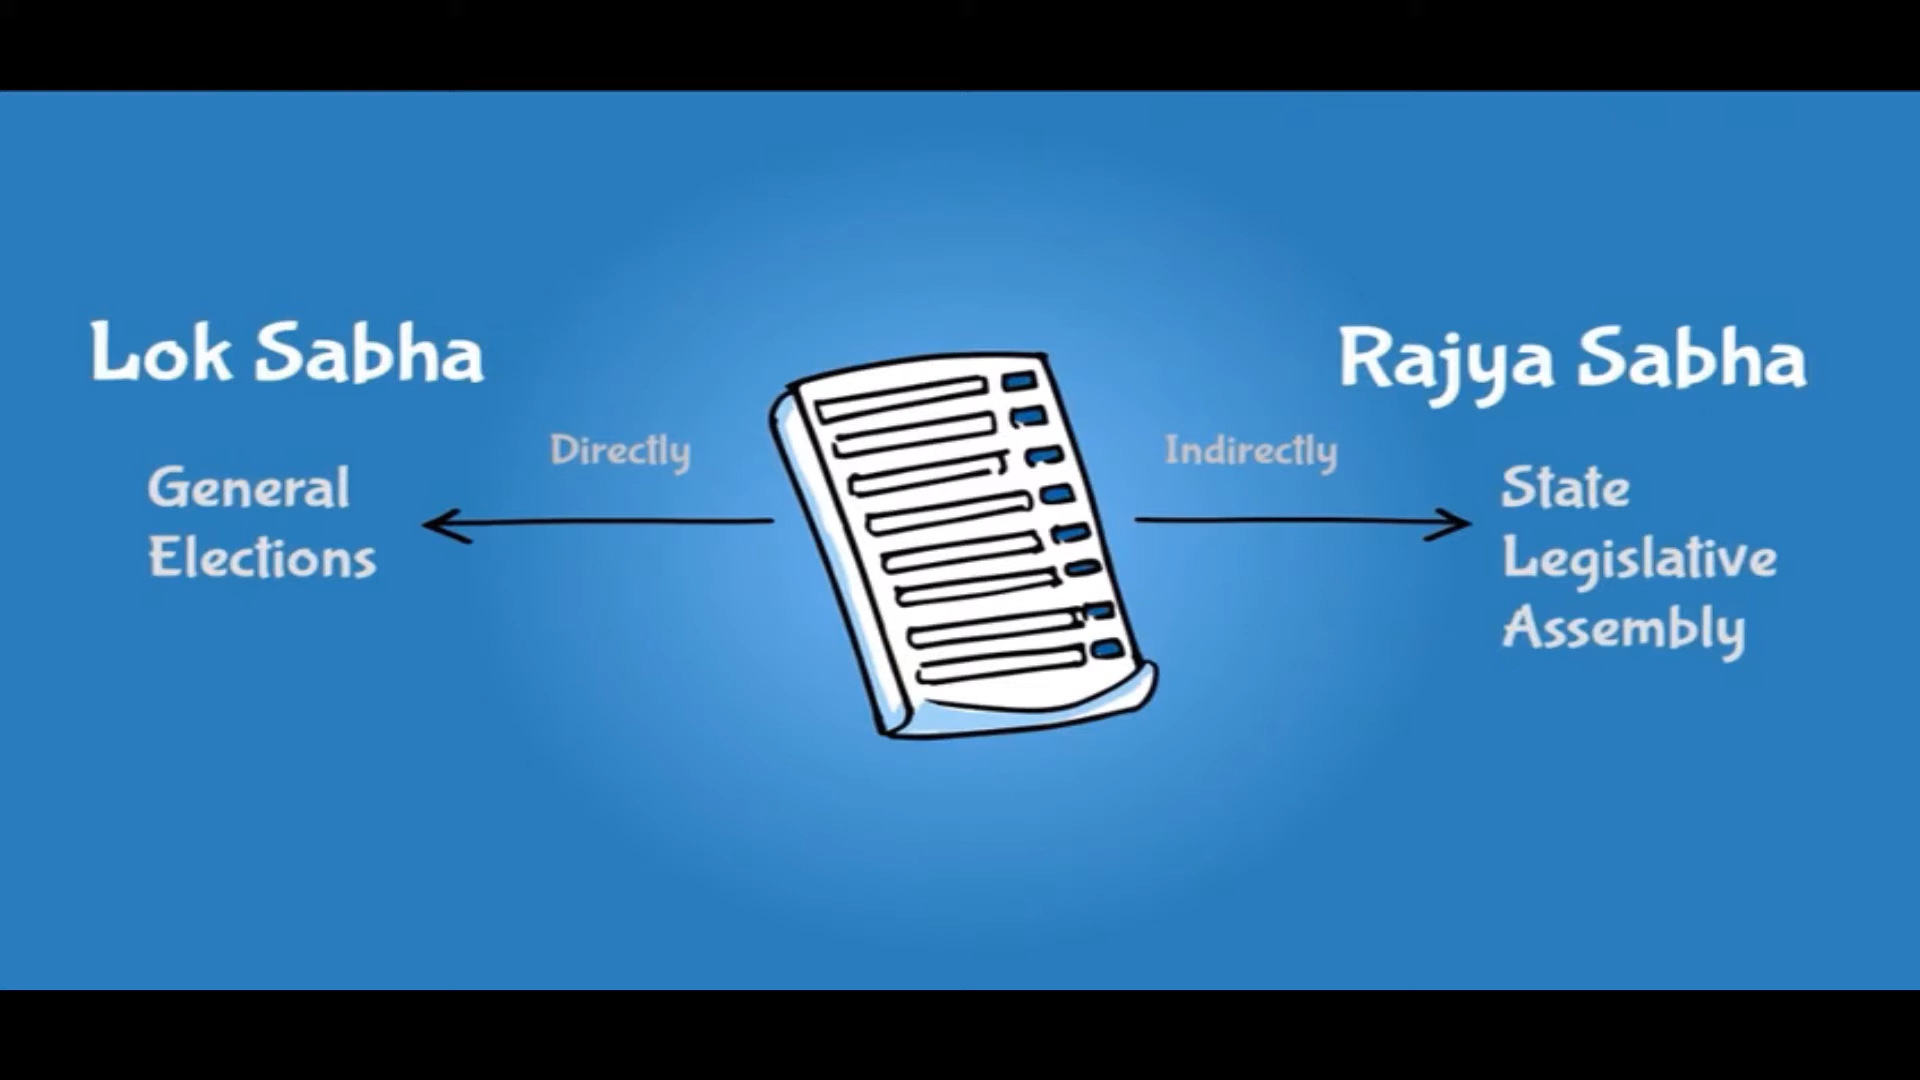 Lok Sabha
General
Elections
Directly
Indirectly
Rajya Sabha
State
Legislative
Assembly